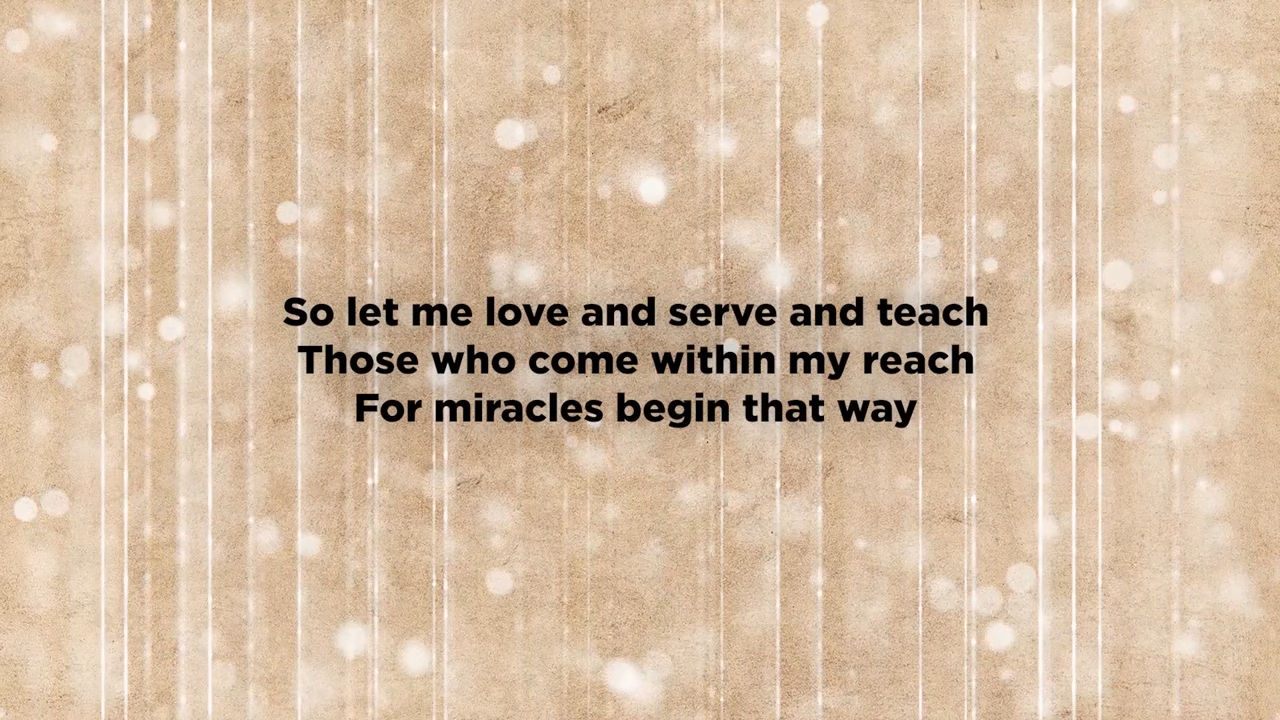 So let me love and serve and teach
Those who come within my reach
For miracles begin that way